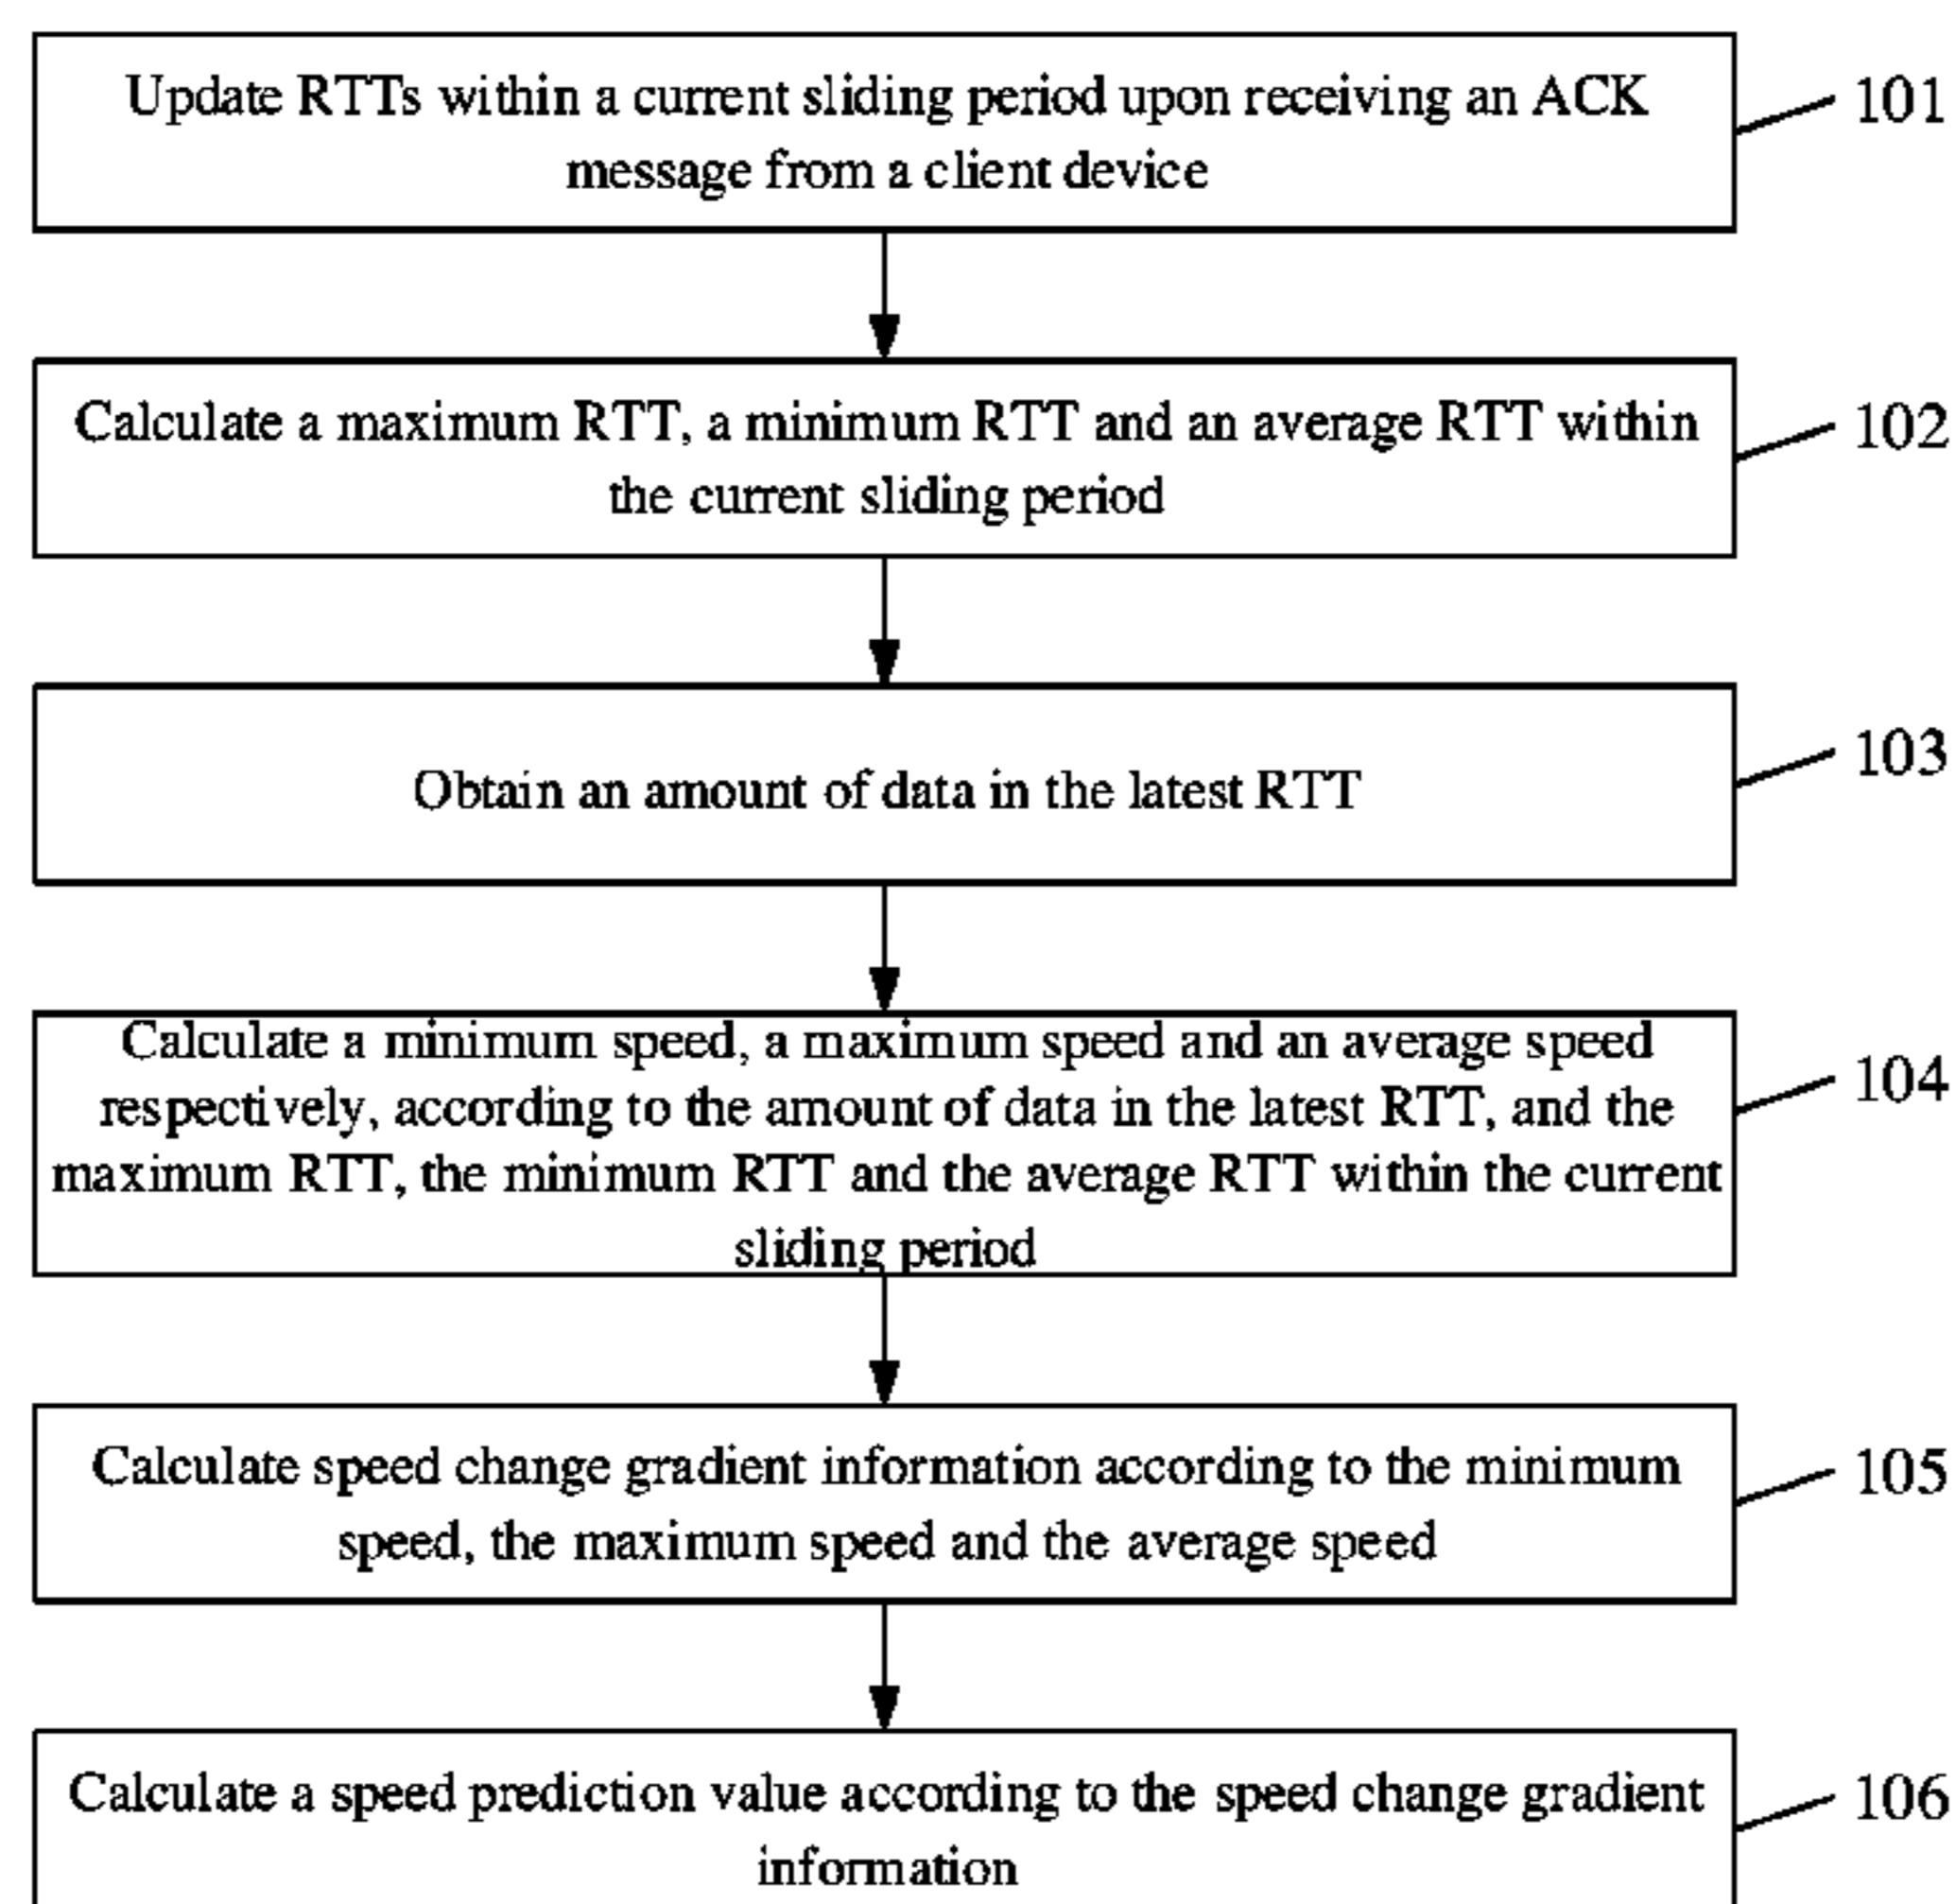 Update RTTs within a current sliding period upon receiving an ACK
message from a client device
101
Calculate a maximum RTT, a minimum RTT and an average RTT within
the current sliding period
102
Obtain an amount of data in the latest RTT
103
Calculate a minimum speed, a maximum speed and an average speed
respectively, according to the amount of data in the latest RTT, and the
maximum RTT, the minimum RTT and the average RTT within the current
sliding period
104
Calculate speed change gradient information according to the minimum
speed, the maximum speed and the average speed
105
Calculate a speed prediction value according to the speed change gradient
information
106